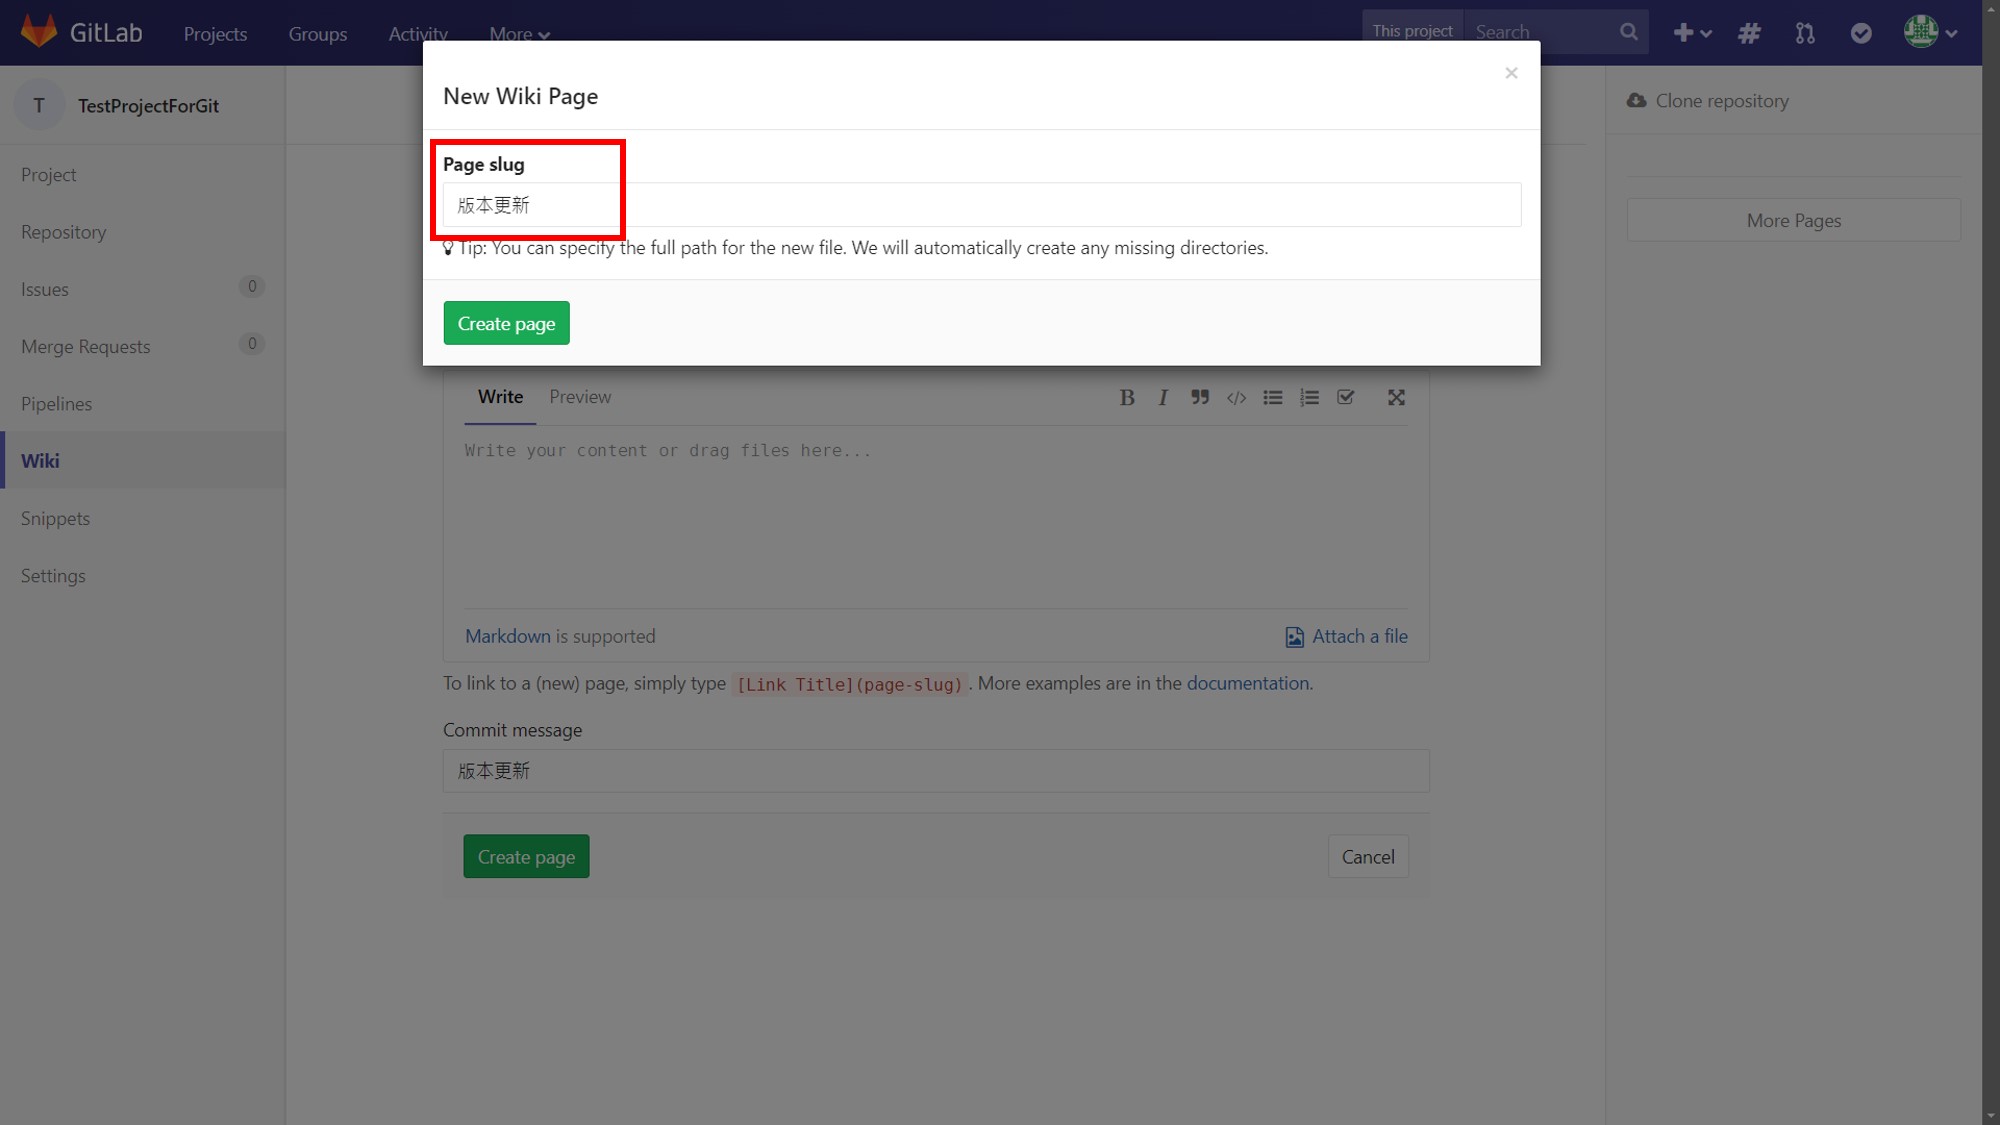 GitLab Projects Groups Activity More This project Search
New Wiki Page ×
T TestProjectForGit
Clone repository
Page slug
版本更新
Tip: You can specify the full path for the new file. We will automatically create any missing directories.
Create page
Project
Repository
Issues 0
Merge Requests 0
Pipelines
Wiki
Snippets
Settings
Write Preview
Write your content or drag files here...
Markdown is supported
Attach a file
To link to a (new) page, simply type [Link Title](page-slug). More examples are in the documentation.
Commit message
版本更新
Create page
Cancel
More Pages